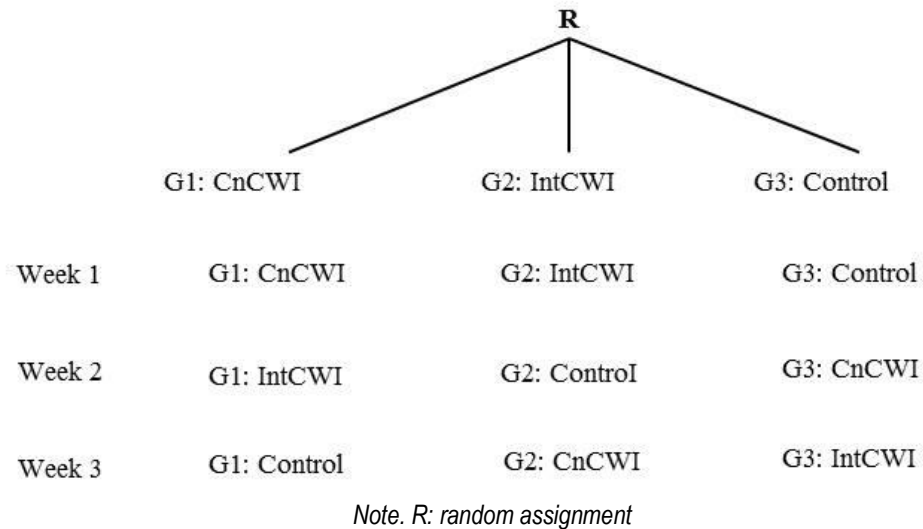 R
G1: CnCWI G2: IntCWI G3: Control
Week 1 G1: CnCWI G2: IntCWI G3: Control
Week 2 G1: IntCWI G2: ControI G3: CnCWI
Week 3 G1: Control G2: CnCWI G3: IntCWI
Note. R: random assignment